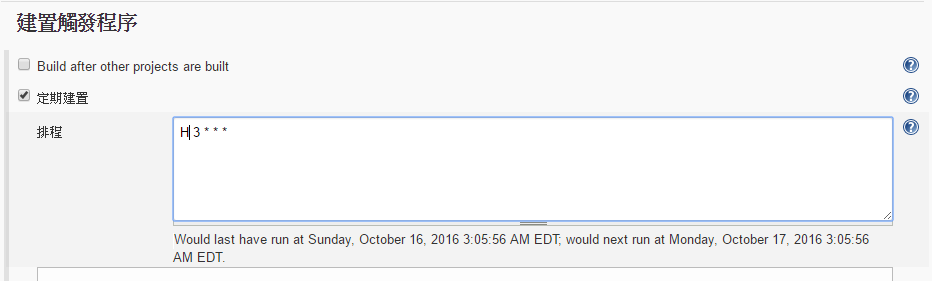 建置觸發程序
Build after other projects are built
定期建置
排程
H 3 * * *
Would last have run at Sunday, October 16, 2016 3:05:56 AM EDT; would next run at Monday, October 17, 2016 3:05:56
AM EDT.